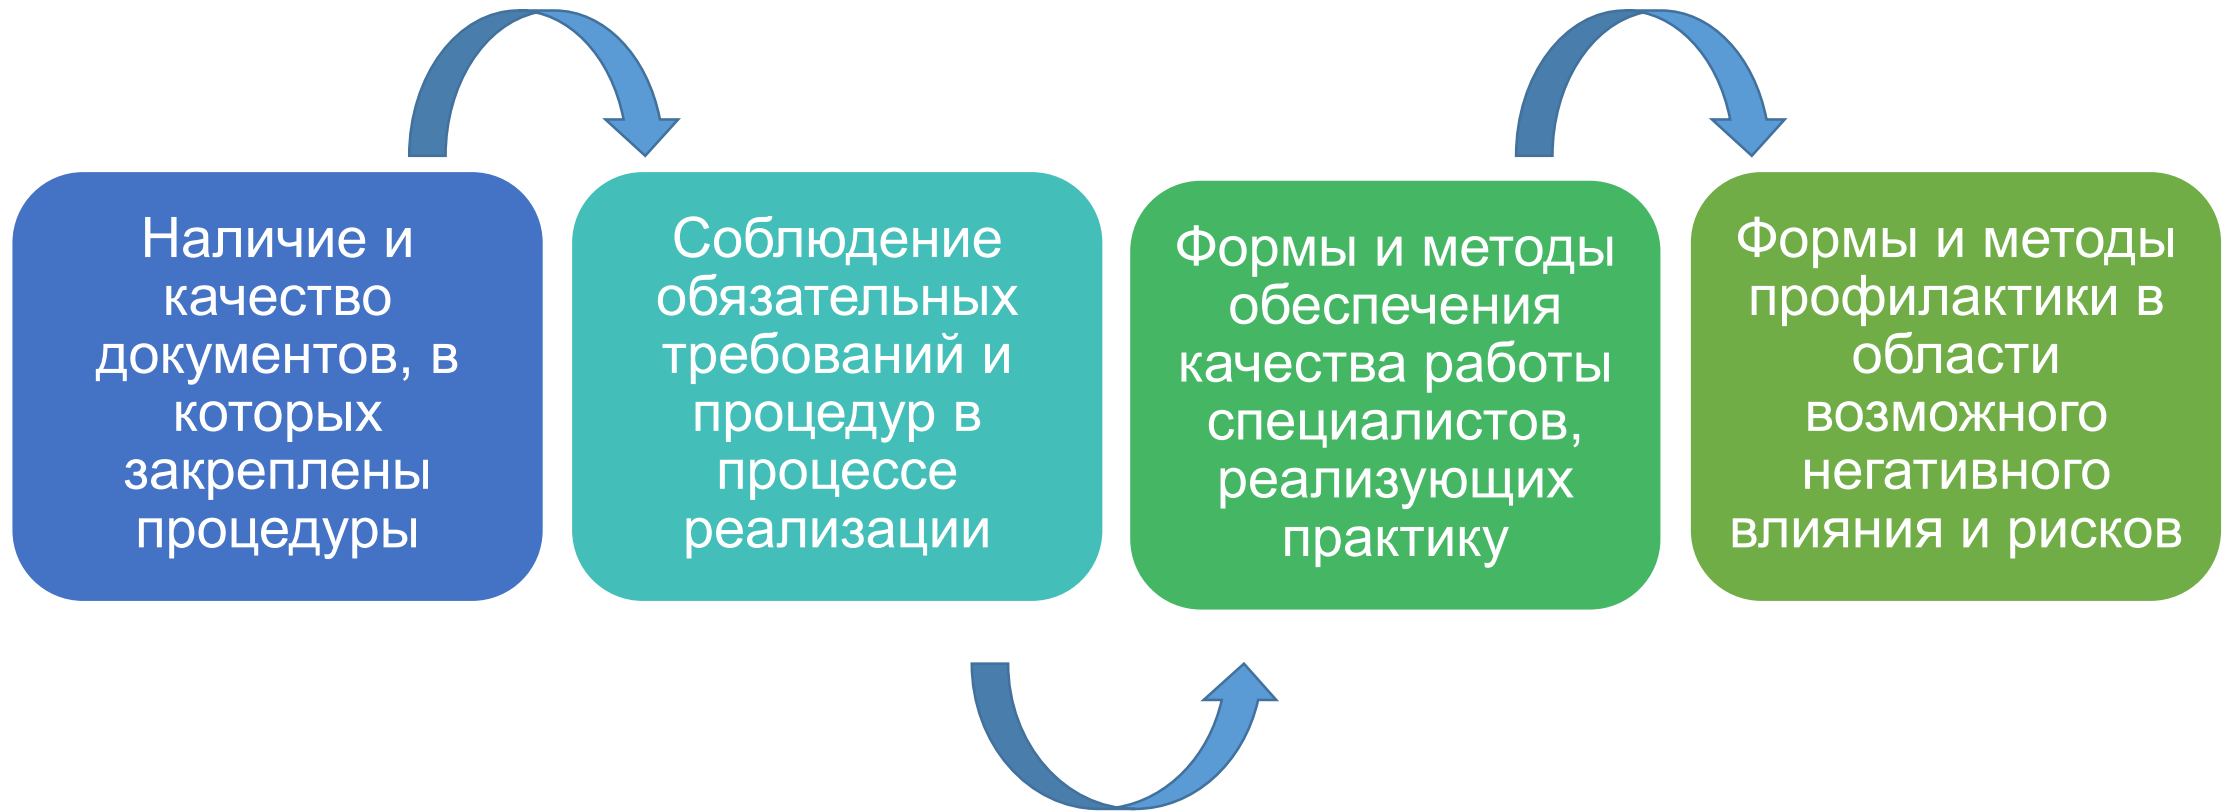 Наличие и
качество
документов, в
которых
закреплены
процедуры
Соблюдение
обязательных
требований и
процедур в
процессе
реализации
Формы и методы
обеспечения
качества работы
специалистов,
реализующих
практику
Формы и методы
профилактики в
области
возможного
негативного
влияния и рисков